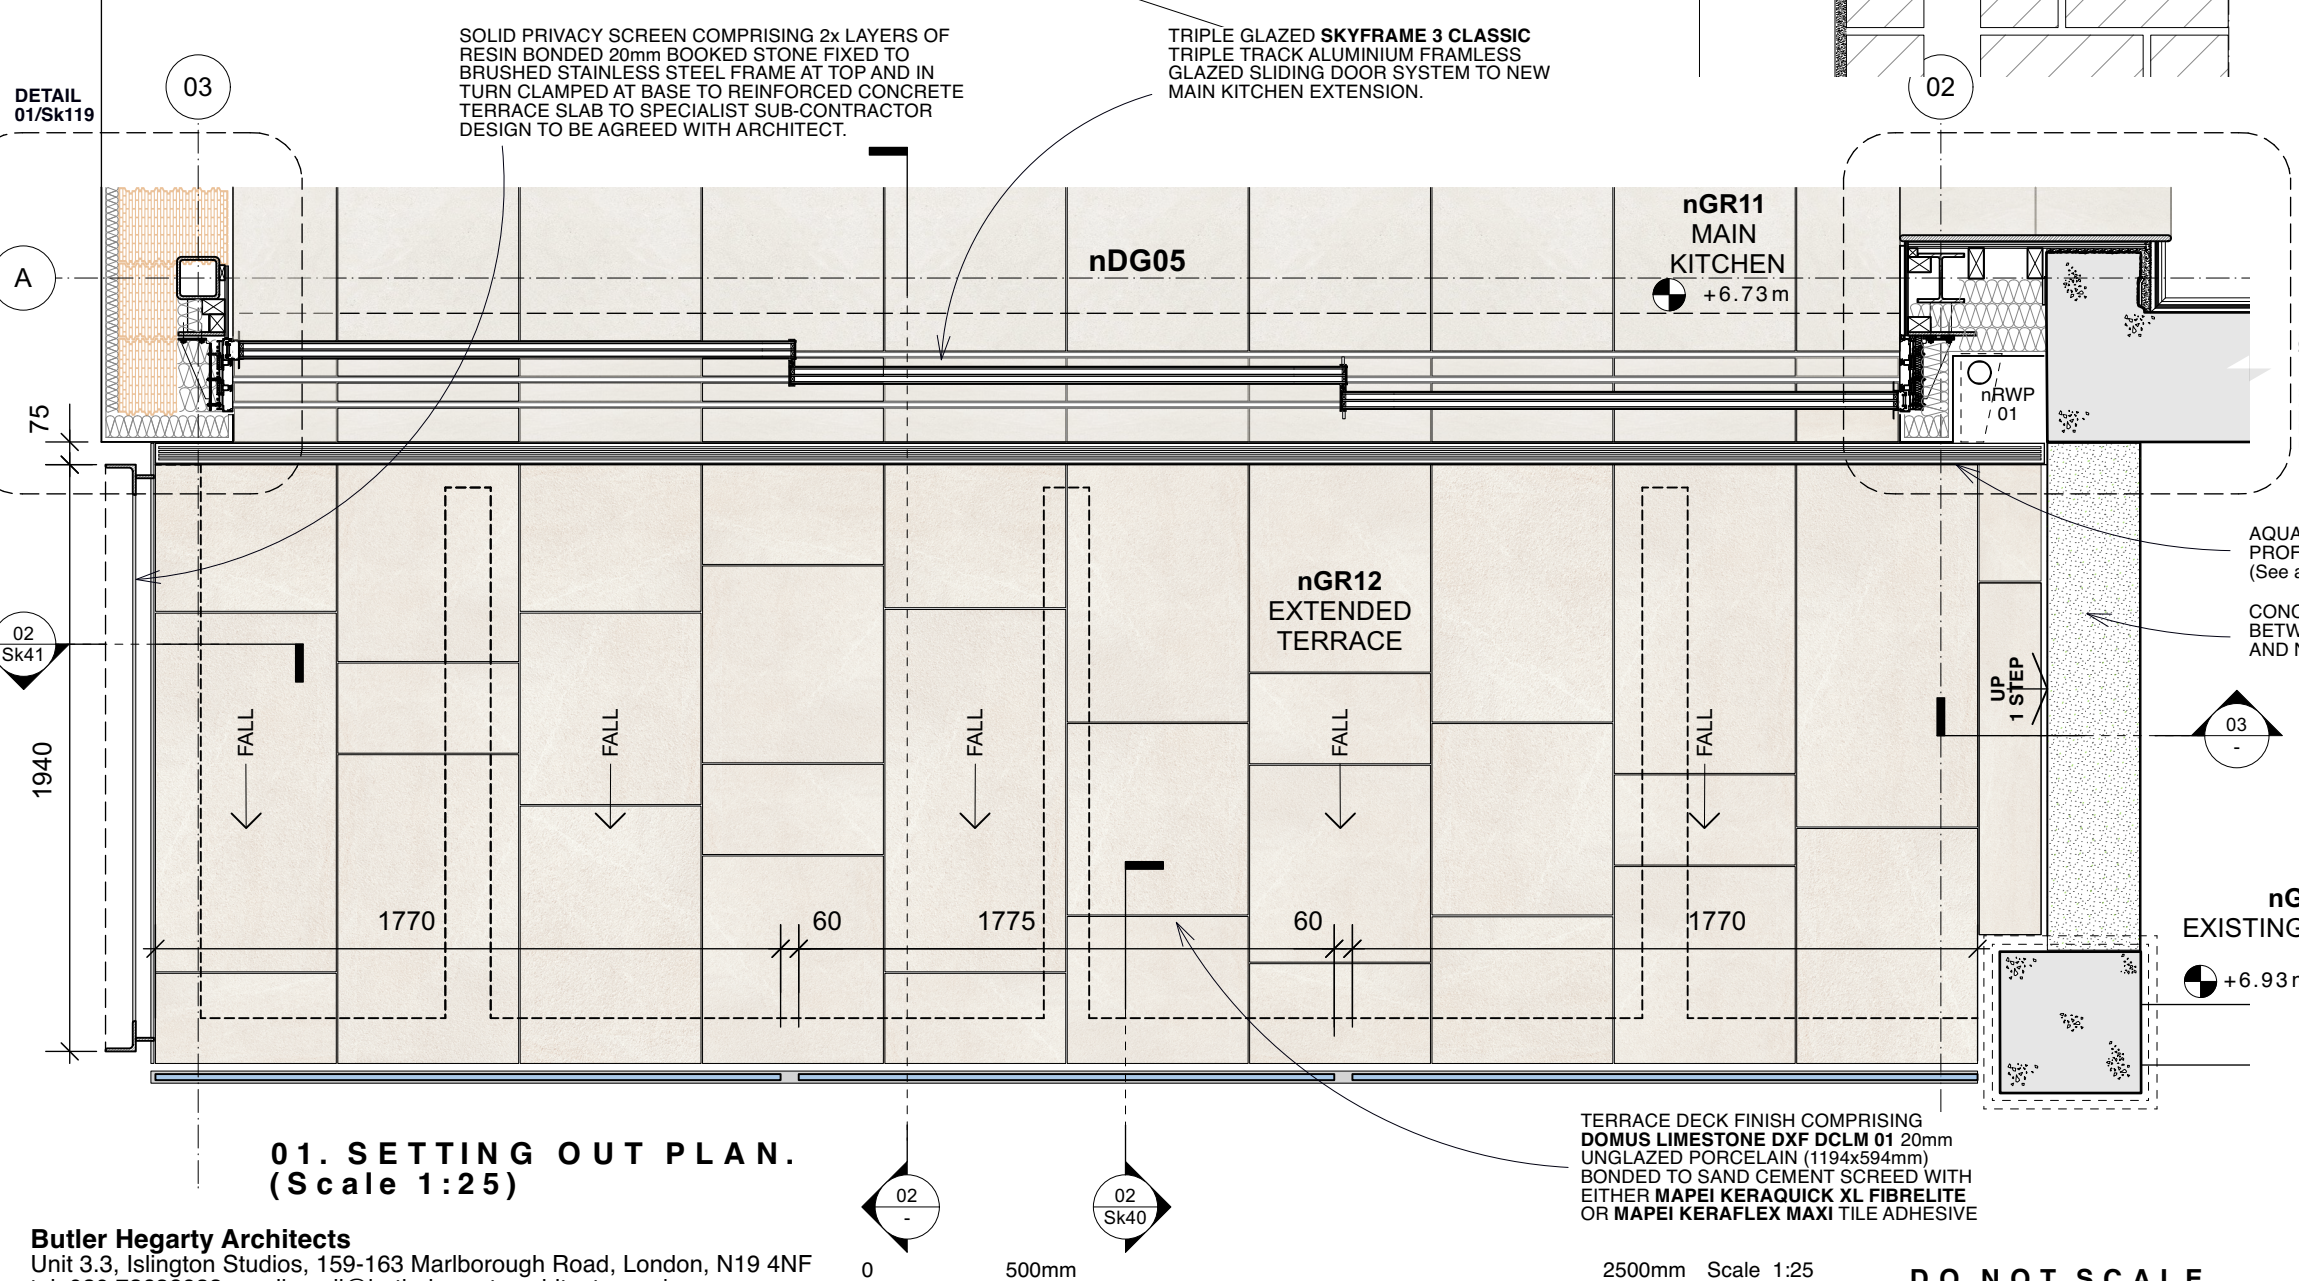 SOLID PRIVACY SCREEN COMPRISING 2x LAYERS OF
RESIN BONDED 20mm BOOKED STONE FIXED TO
BRUSHED STAINLESS STEEL FRAME AT TOP AND IN
TURN CLAMPED AT BASE TO REINFORCED CONCRETE
TERRACE SLAB TO SPECIALIST SUB-CONTRACTOR
DESIGN TO BE AGREED WITH ARCHITECT.
TRIPLE GLAZED SKYFRAME 3 CLASSIC
TRIPLE TRACK ALUMINIUM FRAMLESS
GLAZED SLIDING DOOR SYSTEM TO NEW
MAIN KITCHEN EXTENSION.
DETAIL
01/Sk119
03
02
A
nDG05
nGR11
MAIN
KITCHEN
+6.73m
nRWP
01
75
1940
nGR12
EXTENDED
TERRACE
AQUA
PROF
(See a
CONC
BETW
AND N
02
Sk41
UP
1 STEP
03
-
FALL
FALL
FALL
FALL
FALL
1770
60
1775
60
1770
EXISTING
+6.93m
01. SETTING OUT PLAN.
(Scale 1:25)
02
-
02
Sk40
TERRACE DECK FINISH COMPRISING
DOMUS LIMESTONE DXF DCLM 01 20mm
UNGLAZED PORCELAIN (1194x594mm)
BONDED TO SAND CEMENT SCREED WITH
EITHER MAPEI KERAQUICK XL FIBRELITE
OR MAPEI KERAFLEX MAXI TILE ADHESIVE
Butler Hegarty Architects
Unit 3.3, Islington Studios, 159-163 Marlborough Road, London, N19 4NF
0 500mm 2500mm Scale 1:25
DO NOT SCALE